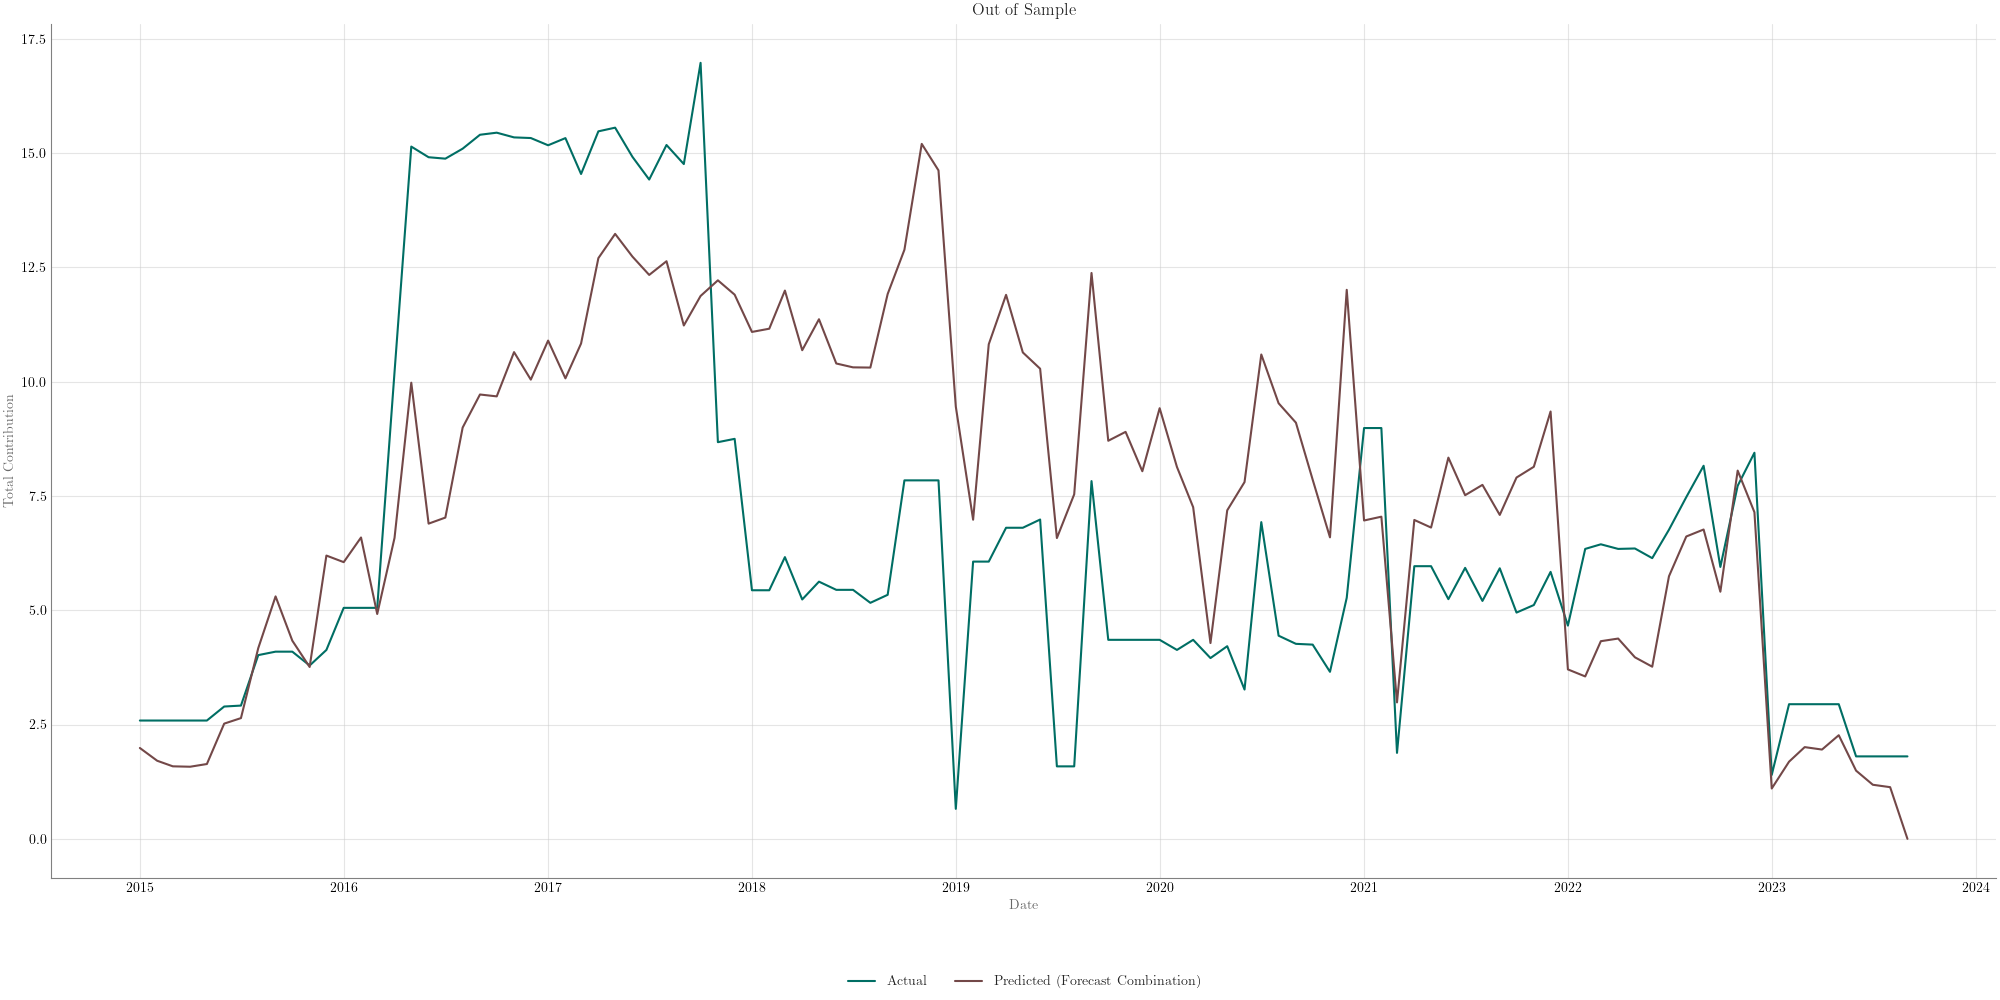 Out of Sample
17.5
15.0
12.5
10.0
7.5
5.0
2.5
0.0
Total Contribution
2015 2016 2017 2018 2019 2020 2021 2022 2023 2024
Date
Actual Predicted (Forecast Combination)